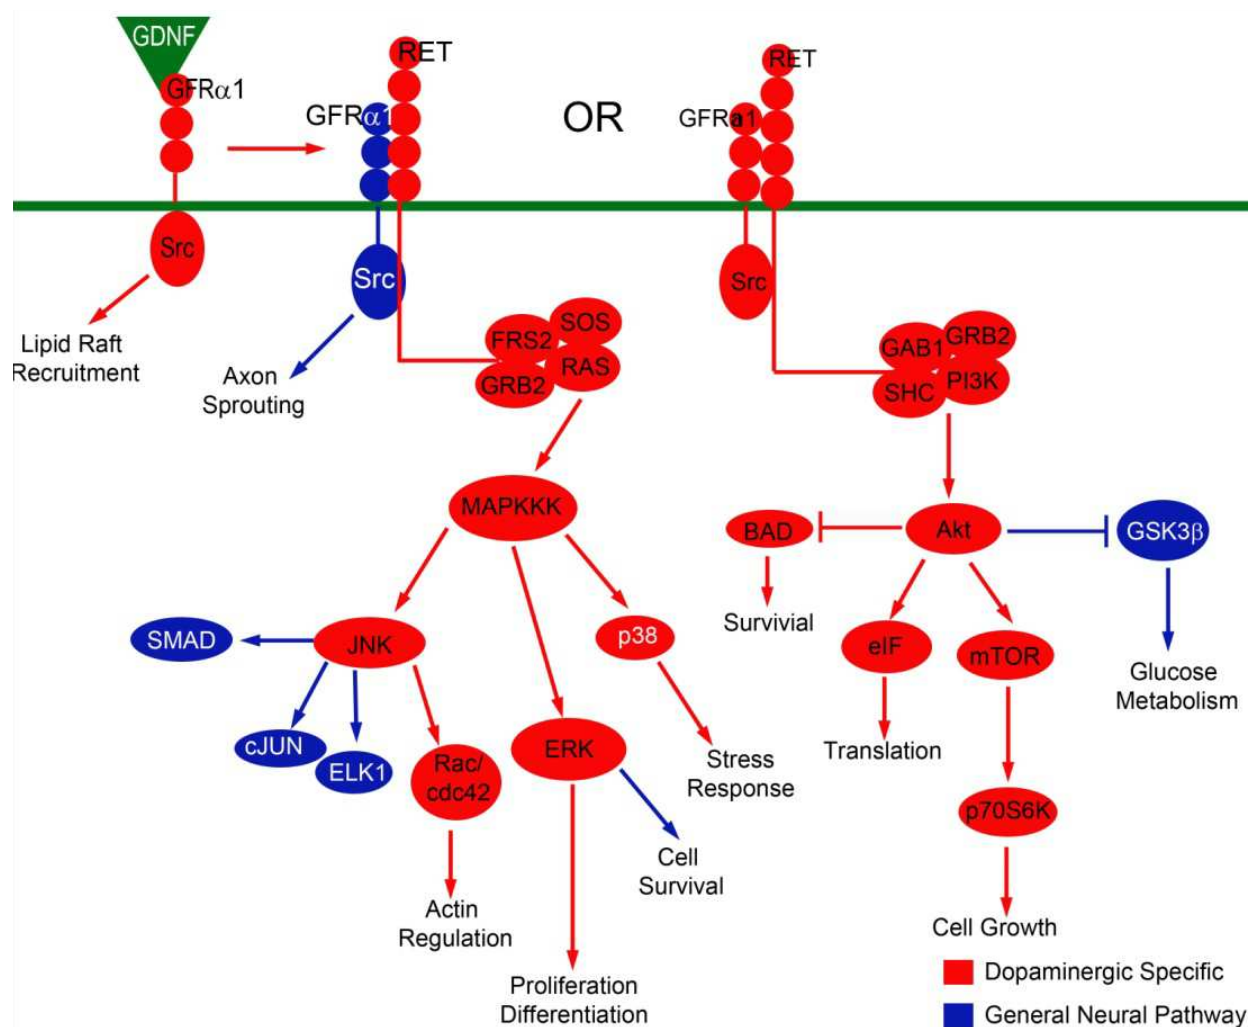 GDNF
GFRα1
RET
GFRα1
OR
RET
GFRα1
Src
Src
Src
Lipid Raft
Recruitment
Axon
Sprouting
FRS2
SOS
GRB2
RAS
GAB1
GRB2
SHC
PI3K
MAPKKK
BAD
Akt
GSK3β
Survivial
SMAD
JNK
p38
eIF
mTOR
Glucose
Metabolism
cJUN
ELK1
Rac/
cdc42
ERK
Stress
Response
Translation
p70S6K
Cell
Survival
Actin
Regulation
Cell Growth
Proliferation
Differentiation
Dopaminergic Specific
General Neural Pathway